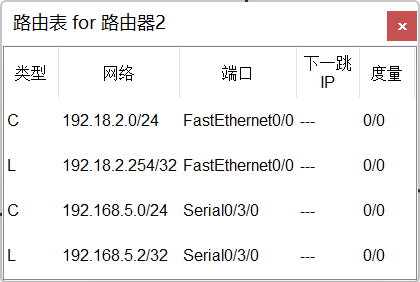 路由表 for 路由器2
类型 网络 端口 下一跳 IP 度量
C 192.18.2.0/24 FastEthernet0/0 --- 0/0
L 192.18.2.254/32 FastEthernet0/0 --- 0/0
C 192.168.5.0/24 Serial0/3/0 --- 0/0
L 192.168.5.2/32 Serial0/3/0 --- 0/0